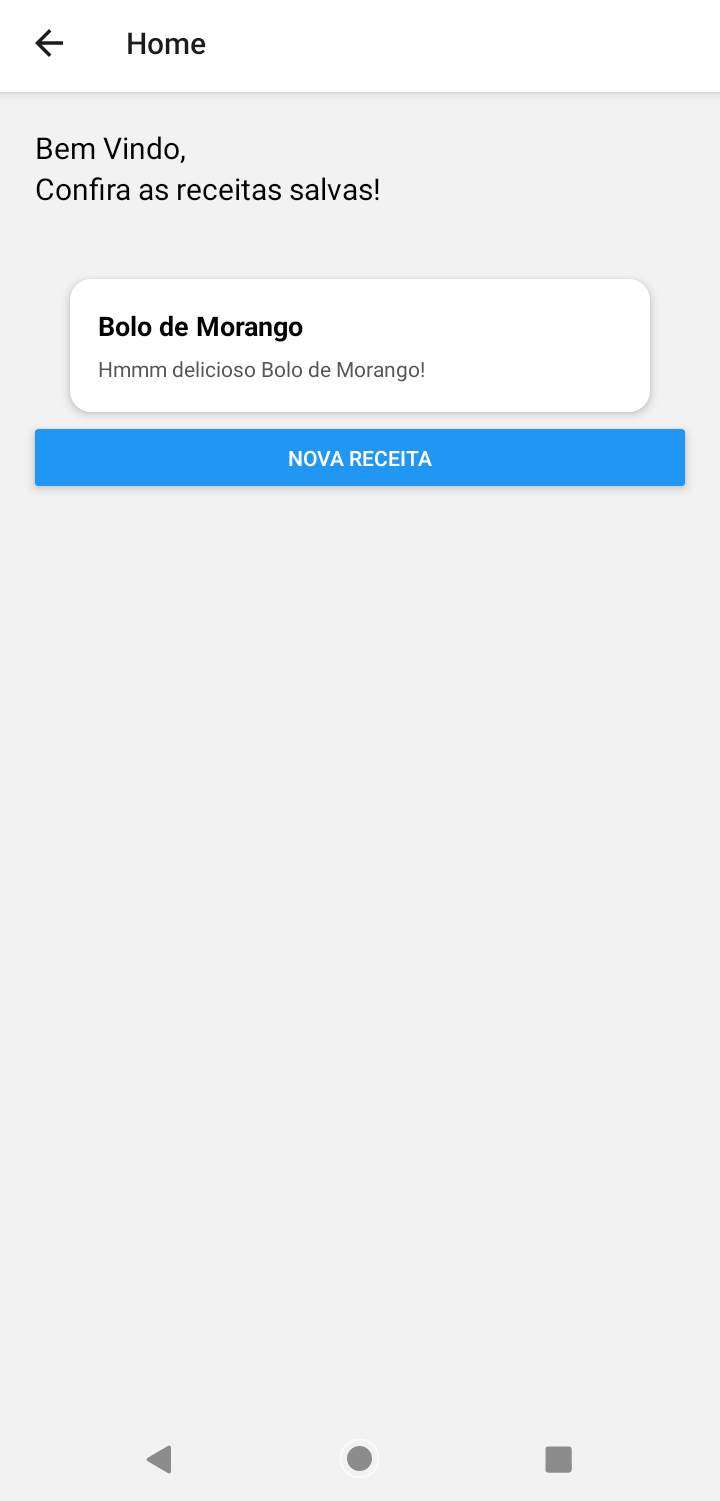 Home
Bem Vindo,
Confira as receitas salvas!
Bolo de Morango
Hmmm delicioso Bolo de Morango!
NOVA RECEITA